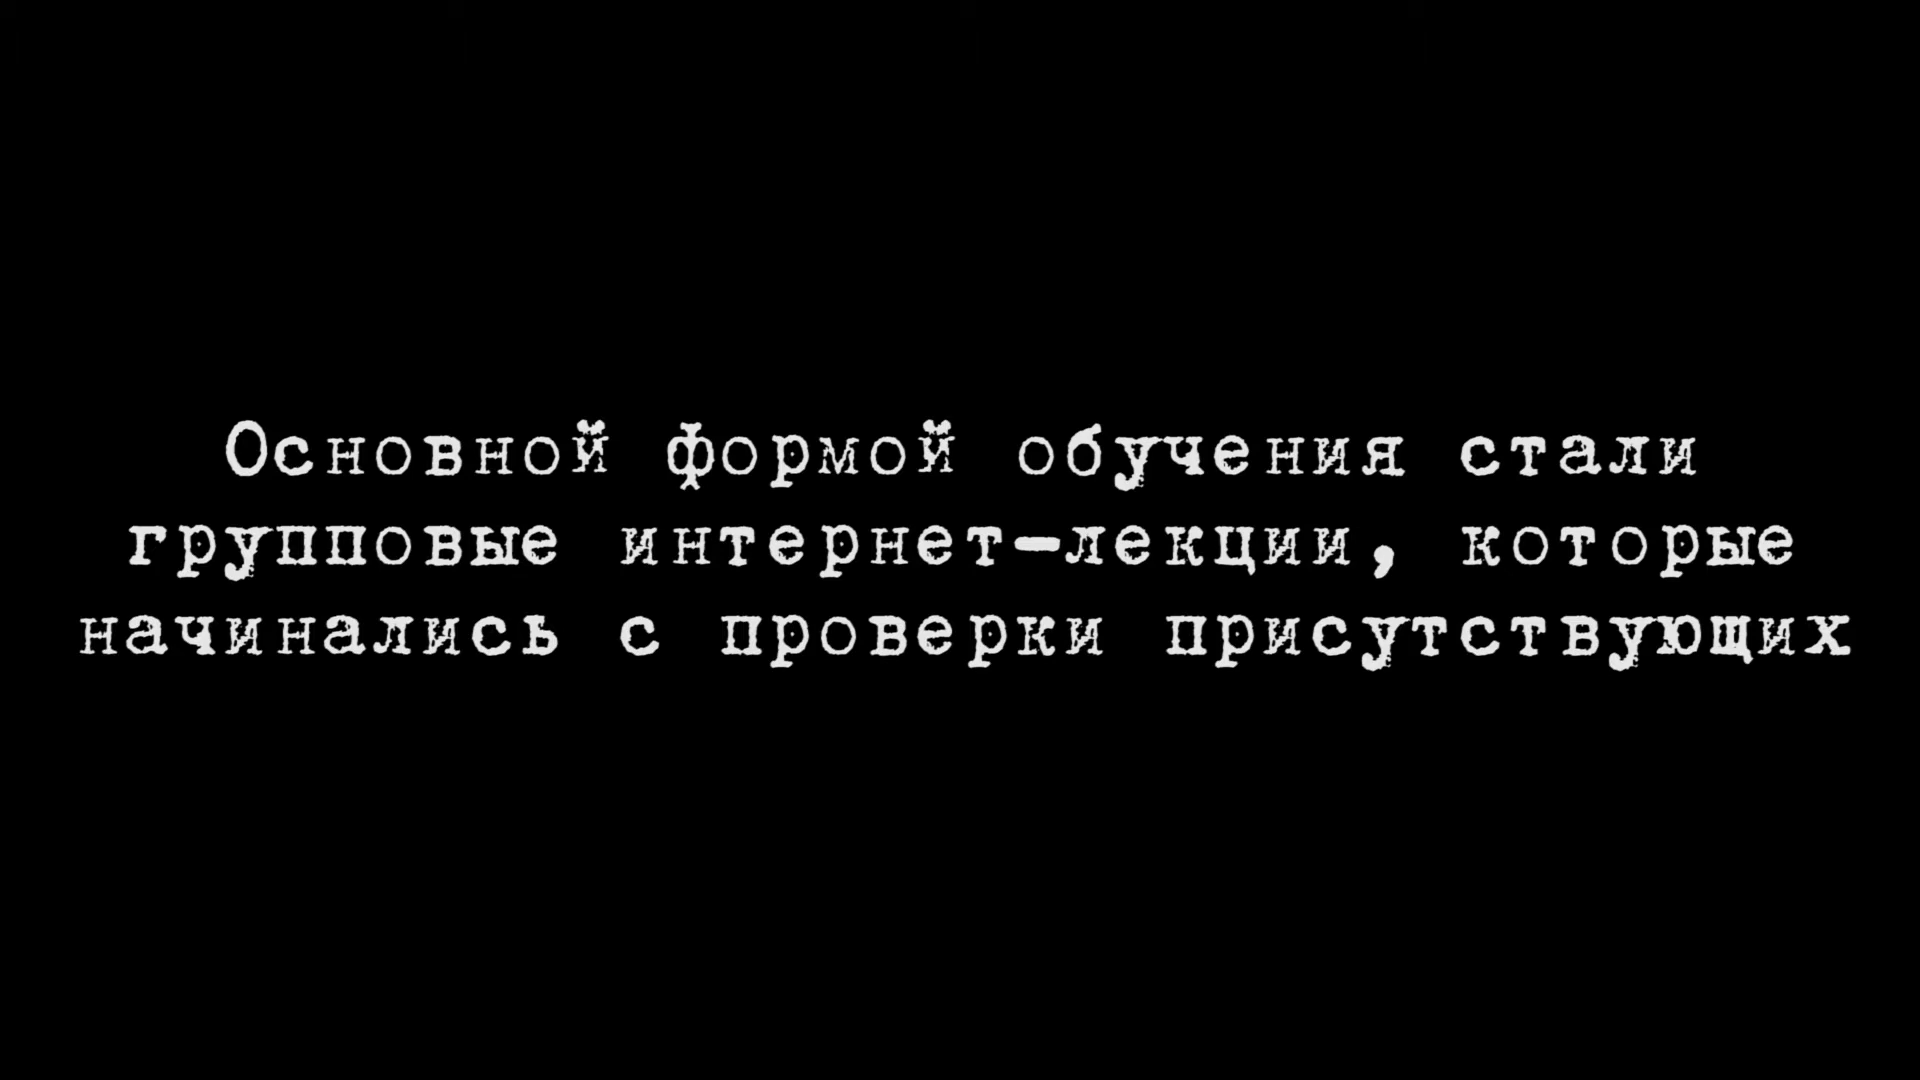 Основной формой обучения стали
групповые интернет-лекции, которые
начинались с проверки присутствующих